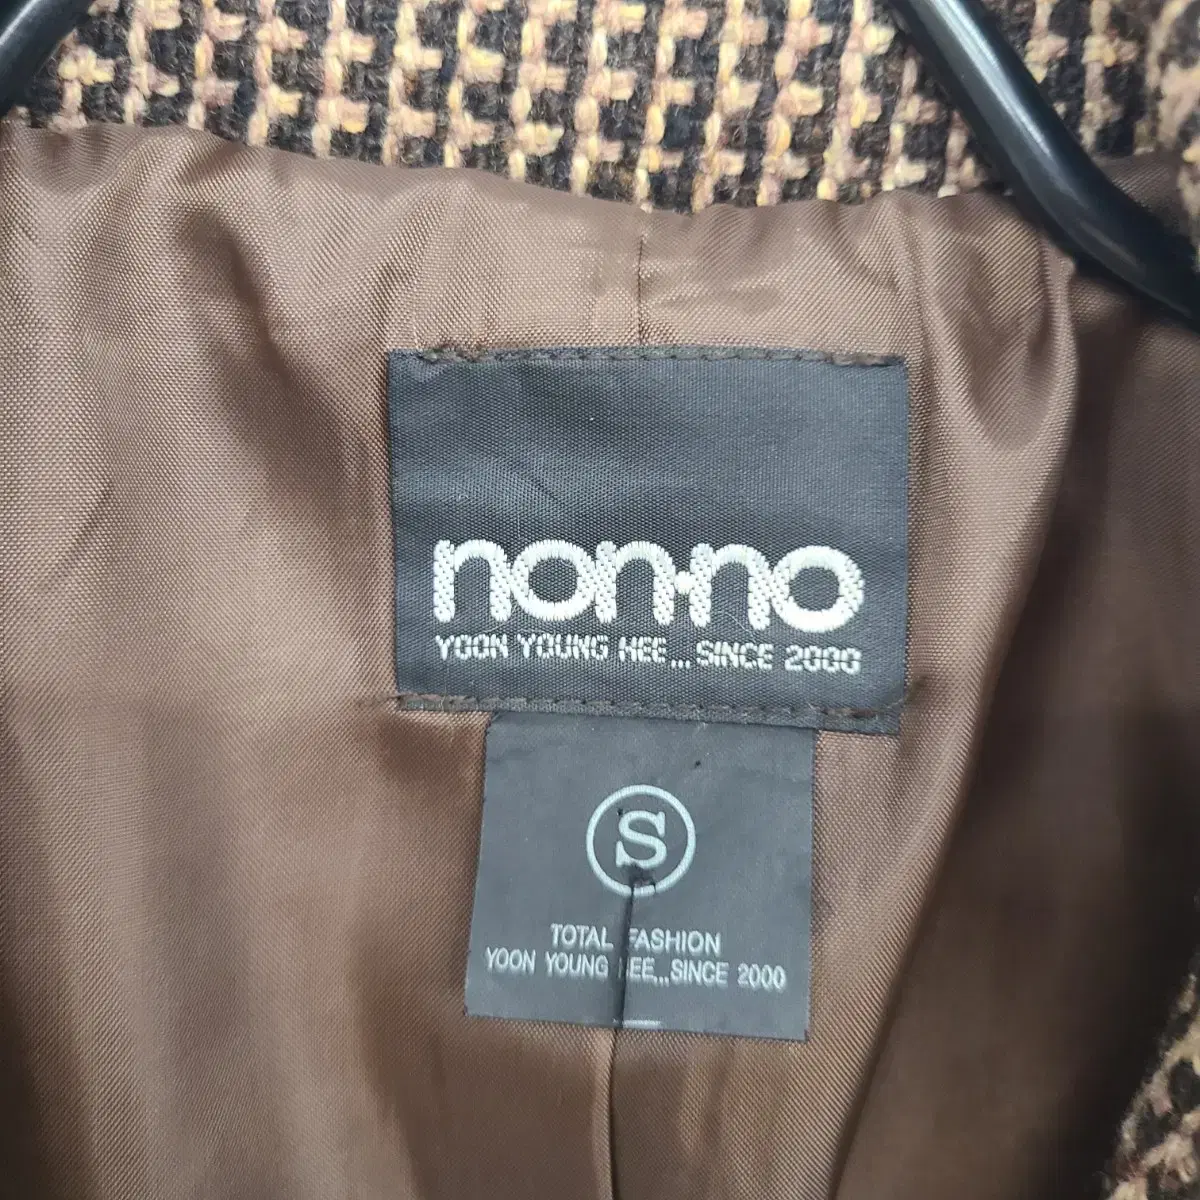 non·no
YOON YOUNG HEE...SINCE 2000
S
TOTAL FASHION
YOON YOUNG HEE...SINCE 2000